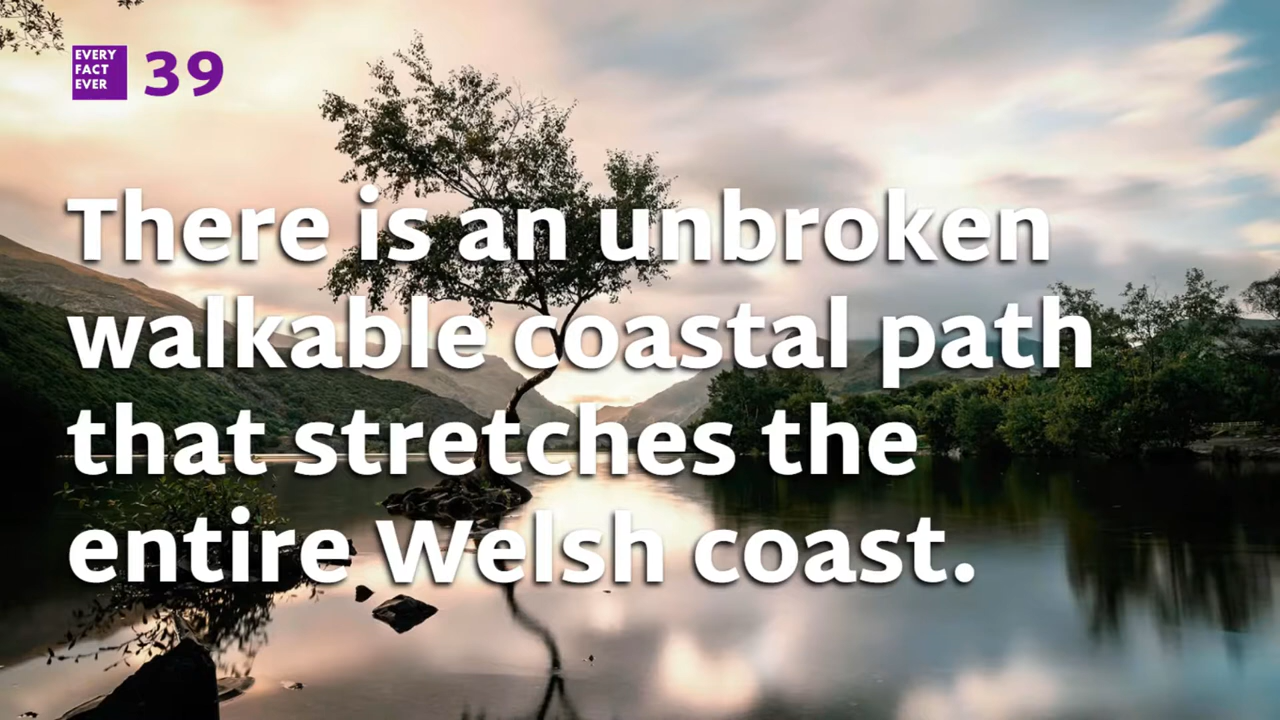 EVERY
FACT
EVER
39
There is an unbroken
walkable coastal path
that stretches the
entire Welsh coast.